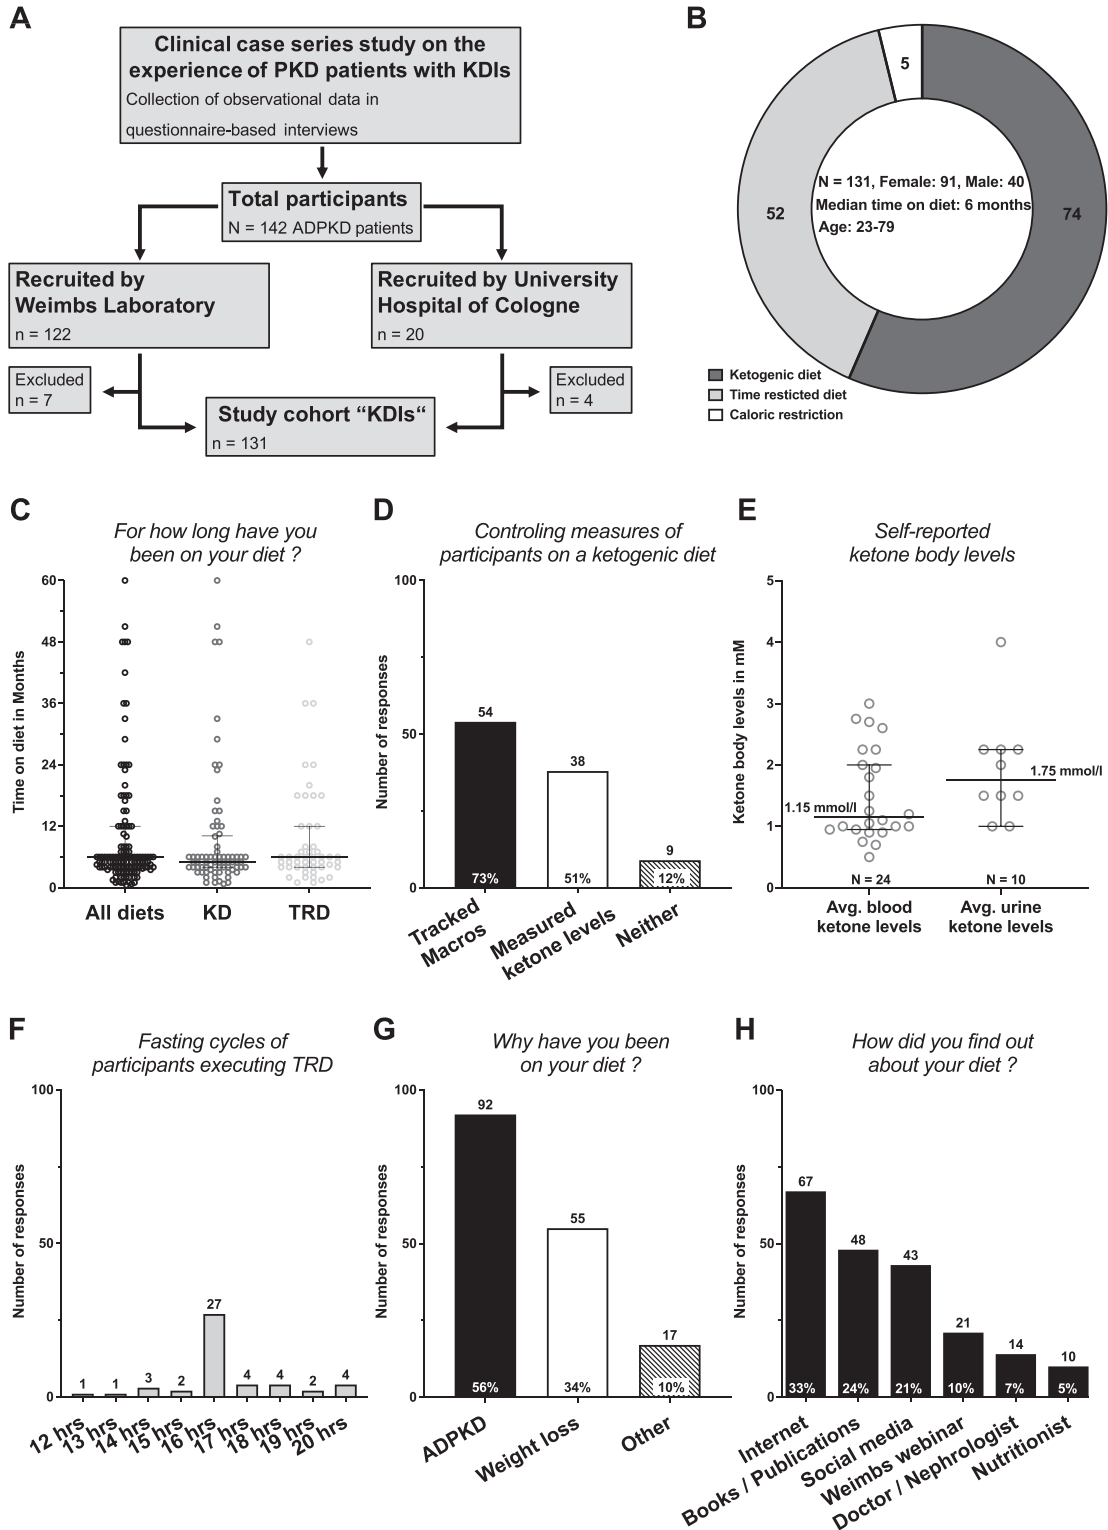 A
Clinical case series study on the
experience of PKD patients with KDIs
Collection of observational data in
questionnaire-based interviews
Total participants
N = 142 ADPKD patients
Recruited by
Weimbs Laboratory
n = 122
Recruited by University
Hospital of Cologne
n = 20
Excluded
n = 7
Excluded
n = 4
Study cohort “KDIs“
n = 131
B
5
52
74
N = 131, Female: 91, Male: 40
Median time on diet: 6 months
Age: 23-79
Ketogenic diet
Time resticted diet
Caloric restriction
C
For how long have you
been on your diet ?
Time on diet in Months
60
48
36
24
12
0
All diets
KD
TRD
D
Controling measures of
participants on a ketogenic diet
Number of responses
100
50
0
54
38
9
73%
51%
12%
Tracked
Macros
Measured
ketone levels
Neither
E
Self-reported
ketone body levels
Ketone body levels in mM
5
4
3
2
1
0
1.15 mmol/l
1.75 mmol/l
N = 24
N = 10
Avg. blood
ketone levels
Avg. urine
ketone levels
F
Fasting cycles of
participants executing TRD
Number of responses
100
50
0
1
1
3
2
27
4
4
2
4
12 hrs
13 hrs
14 hrs
15 hrs
16 hrs
17 hrs
18 hrs
19 hrs
20 hrs
G
Why have you been
on your diet ?
Number of responses
100
50
0
92
55
17
56%
34%
10%
ADPKD
Weight loss
Other
H
How did you find out
about your diet ?
Number of responses
100
50
0
67
48
43
21
14
10
33%
24%
21%
10%
7%
5%
Internet
Books / Publications
Social media
Weimbs webinar
Doctor / Nephrologist
Nutritionist